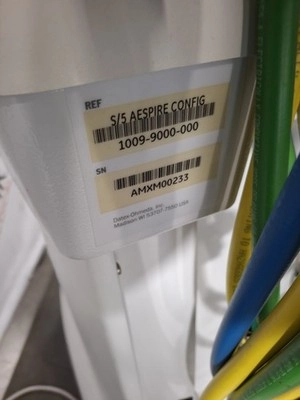 REF
S/5 AESPIRE CONFIG
1009-9000-000
SN
AMXM00233
Datex-Ohmeda, Inc.
Madison WI 53707-7550 USA